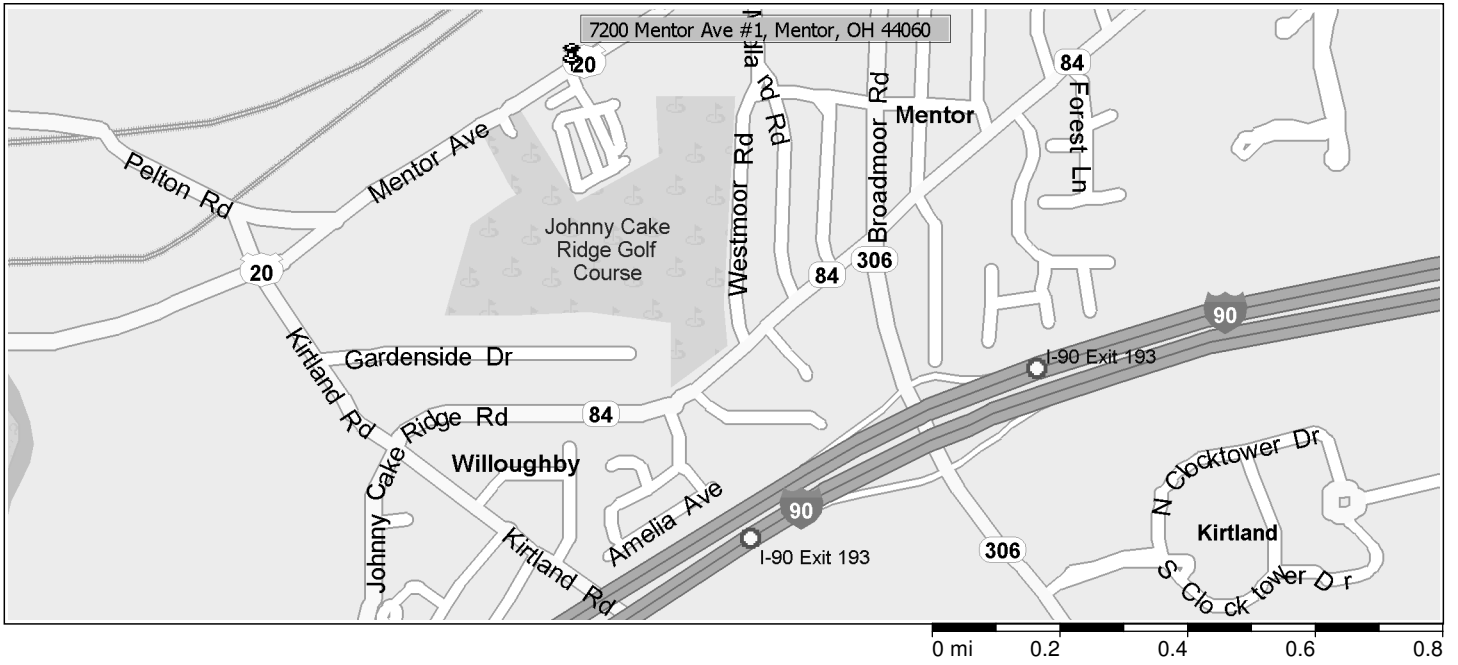 7200 Mentor Ave #1, Mentor, OH 44060
20
84
Mentor
Mentor Ave
Pelton Rd
Westmoor Rd
Broadmoor Rd
Forest Ln
Johnny Cake
Ridge Golf
Course
20
84
306
90
I-90 Exit 193
Kirtland Rd
Gardenside Dr
Johnny Cake Ridge Rd
84
Willoughby
Amelia Ave
90
I-90 Exit 193
Kirtland Rd
306
N Clocktower Dr
Kirtland
S Clocktower Dr
0 mi 0.2 0.4 0.6 0.8